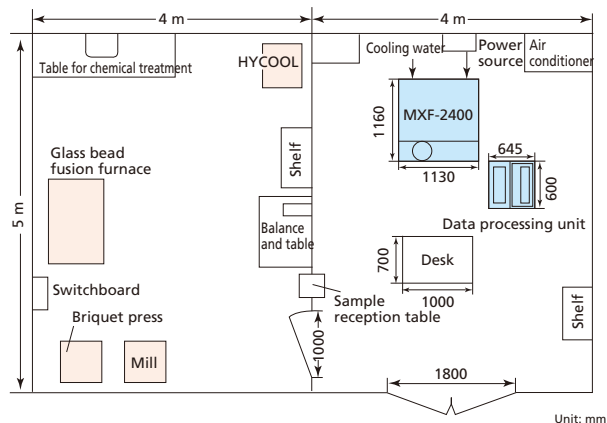 4 m
4 m
5 m
Table for chemical treatment
HYCOOL
Cooling water
Power
source
Air
conditioner
MXF-2400
1160
1130
645
600
Data processing unit
Glass bead
fusion furnace
Shelf
Balance
and table
Desk
700
1000
Switchboard
Sample
reception table
Briquet press
Mill
1000
Shelf
1800
Unit: mm